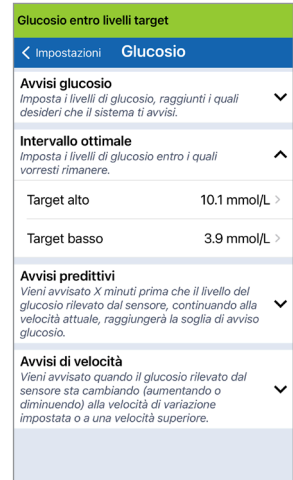 Glucosio entro livelli target
Impostazioni Glucosio
Avvisi glucosio
Imposta i livelli di glucosio, raggiunti i quali
desideri che il sistema ti avvisi.
Intervallo ottimale
Imposta i livelli di glucosio entro i quali
vorresti rimanere.
Target alto 10.1 mmol/L
Target basso 3.9 mmol/L
Avvisi predittivi
Vieni avvisato X minuti prima che il livello del
glucosio rilevato dal sensore, continuando alla
velocità attuale, raggiungerà la soglia di avviso
glucosio.
Avvisi di velocità
Vieni avvisato quando il glucosio rilevato dal
sensore sta cambiando (aumentando o
diminuendo) alla velocità di variazione
impostata o a una velocità superiore.